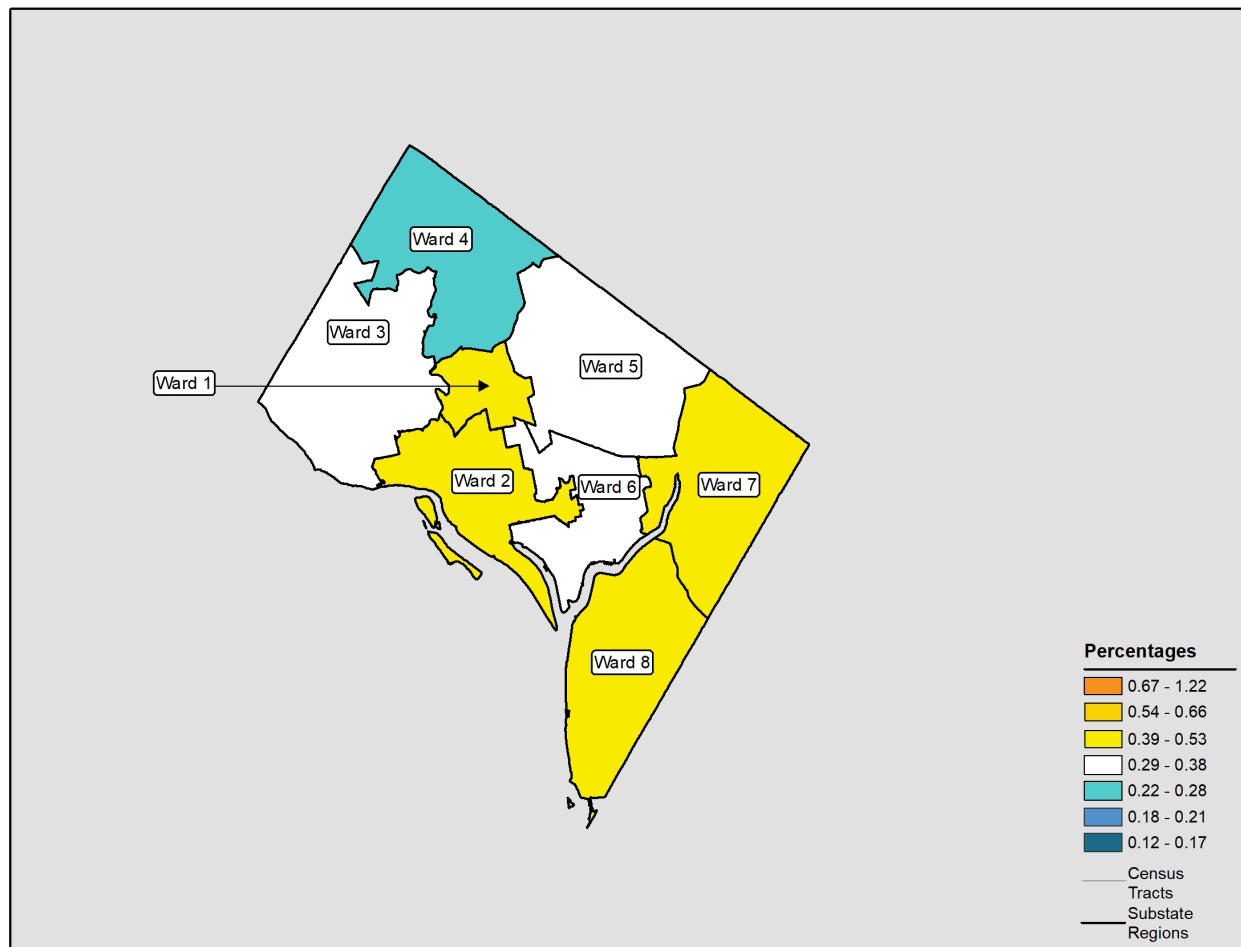 Ward 4
Ward 3
Ward 5
Ward 1
Ward 2
Ward 6
Ward 7
Ward 8
Percentages
0.67 - 1.22
0.54 - 0.66
0.39 - 0.53
0.29 - 0.38
0.22 - 0.28
0.18 - 0.21
0.12 - 0.17
Census
Tracts
Substate
Regions